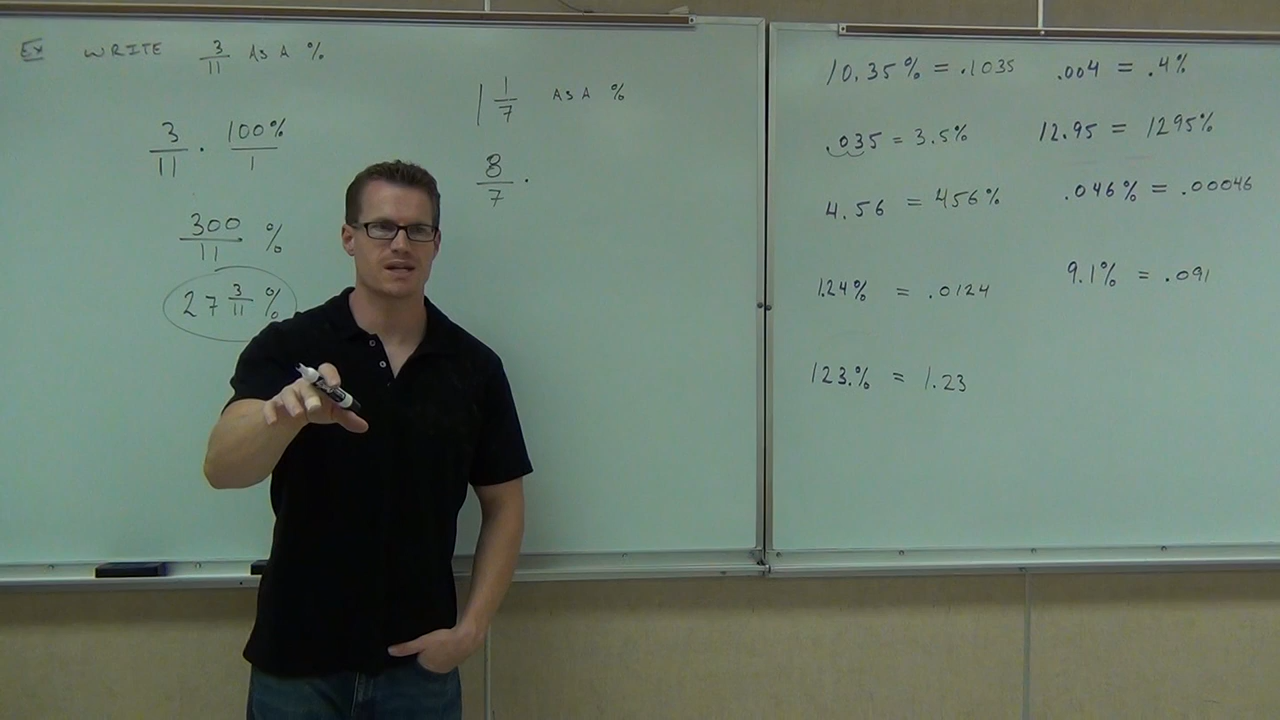 Ex WRITE 3/11 AS A %
3/11 · 100%/1
300/11 %
27 3/11 %
1 1/7 AS A %
8/7 ·
10.35% = .1035
.035 = 3.5%
4.56 = 456%
1.24% = .0124
123.% = 1.23
.004 = .4%
12.95 = 1295%
.046% = .00046
9.1% = .091